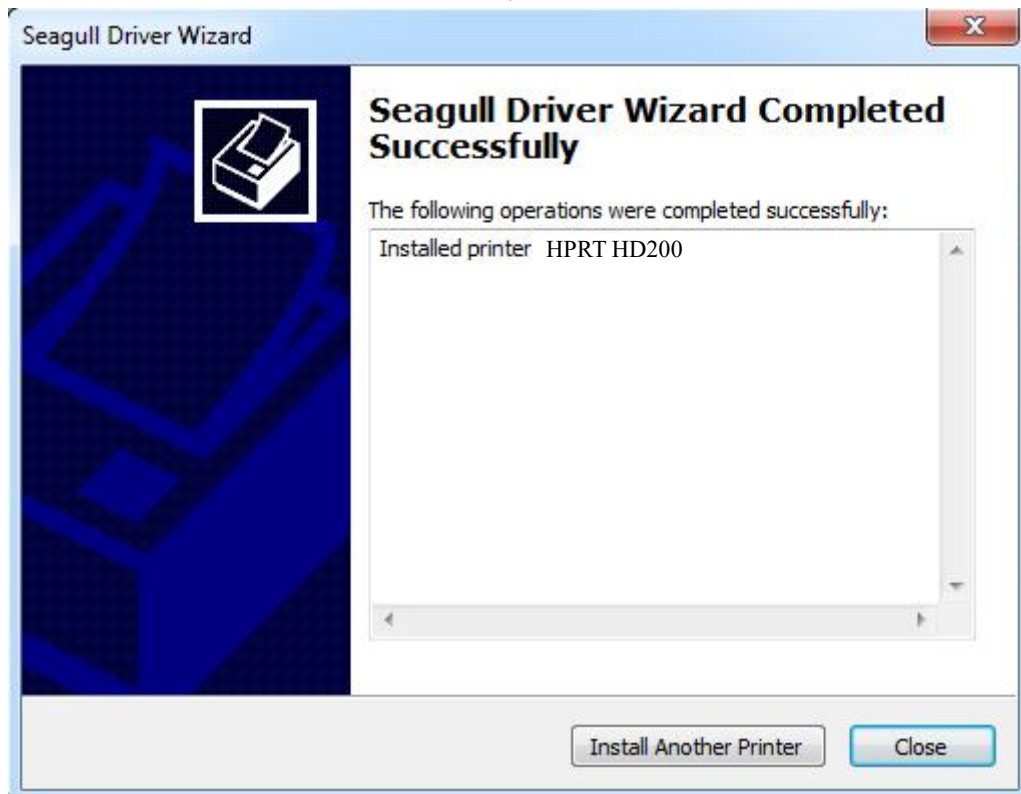 Seagull Driver Wizard
Seagull Driver Wizard Completed
Successfully
The following operations were completed successfully:
Installed printer HPRT HD200
Install Another Printer
Close